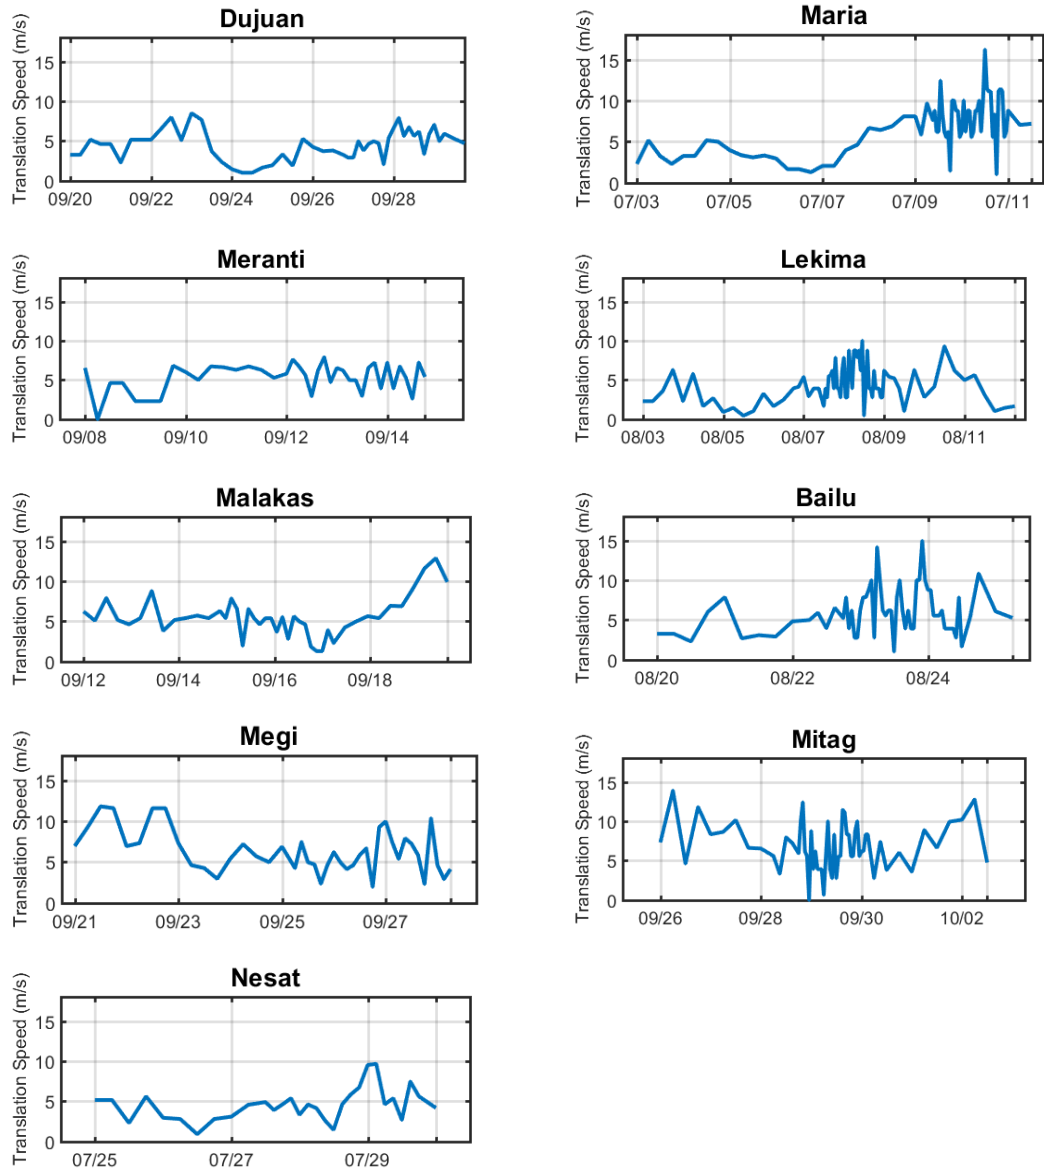 Dujuan
Translation Speed (m/s)
15
10
5
0
09/20 09/22 09/24 09/26 09/28
Maria
Translation Speed (m/s)
15
10
5
0
07/03 07/05 07/07 07/09 07/11
Meranti
Translation Speed (m/s)
15
10
5
0
09/08 09/10 09/12 09/14
Lekima
Translation Speed (m/s)
15
10
5
0
08/03 08/05 08/07 08/09 08/11
Malakas
Translation Speed (m/s)
15
10
5
0
09/12 09/14 09/16 09/18
Bailu
Translation Speed (m/s)
15
10
5
0
08/20 08/22 08/24
Megi
Translation Speed (m/s)
15
10
5
0
09/21 09/23 09/25 09/27
Mitag
Translation Speed (m/s)
15
10
5
0
09/26 09/28 09/30 10/02
Nesat
Translation Speed (m/s)
15
10
5
0
07/25 07/27 07/29